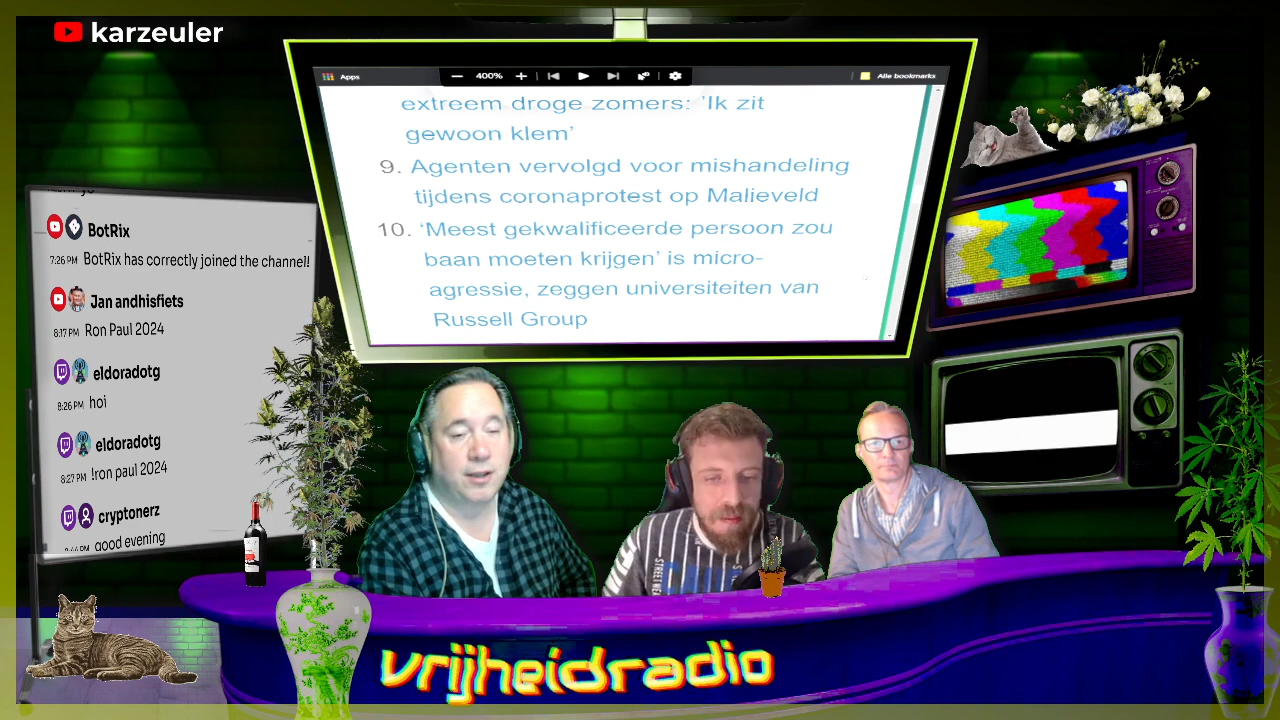 karzeuler
Apps
400%
Alle bookmarks
extreem droge zomers: 'Ik zit
gewoon klem'
9. Agenten vervolgd voor mishandeling
tijdens coronaprotest op Malieveld
10. 'Meest gekwalificeerde persoon zou
baan moeten krijgen' is micro-
agressie, zeggen universiteiten van
Russell Group
BotRix
7:26 PM BotRix has correctly joined the channel!
Jan andhisfiets
8:17 PM Ron Paul 2024
eldoradotg
8:26 PM hoi
eldoradotg
8:27 PM !ron paul 2024
cryptonerz
good evening
vrijheidradio